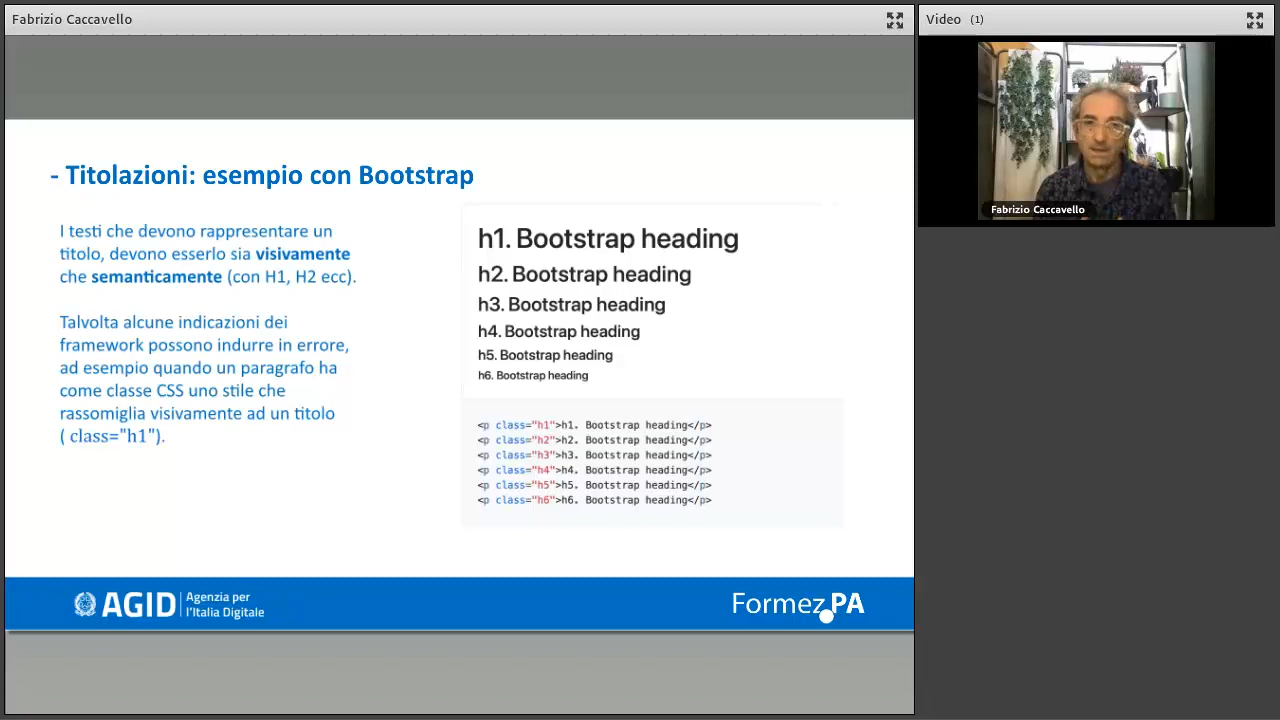 Fabrizio Caccavello
Video (1)
Fabrizio Caccavello
- Titolazioni: esempio con Bootstrap
I testi che devono rappresentare un
titolo, devono esserlo sia visivamente
che semanticamente (con H1, H2 ecc).
Talvolta alcune indicazioni dei
framework possono indurre in errore,
ad esempio quando un paragrafo ha
come classe CSS uno stile che
rassomiglia visivamente ad un titolo
( class="h1").
h1. Bootstrap heading
h2. Bootstrap heading
h3. Bootstrap heading
h4. Bootstrap heading
h5. Bootstrap heading
h6. Bootstrap heading
<p class="h1">h1. Bootstrap heading</p>
<p class="h2">h2. Bootstrap heading</p>
<p class="h3">h3. Bootstrap heading</p>
<p class="h4">h4. Bootstrap heading</p>
<p class="h5">h5. Bootstrap heading</p>
<p class="h6">h6. Bootstrap heading</p>
AGID Agenzia per
l'Italia Digitale
Formez PA